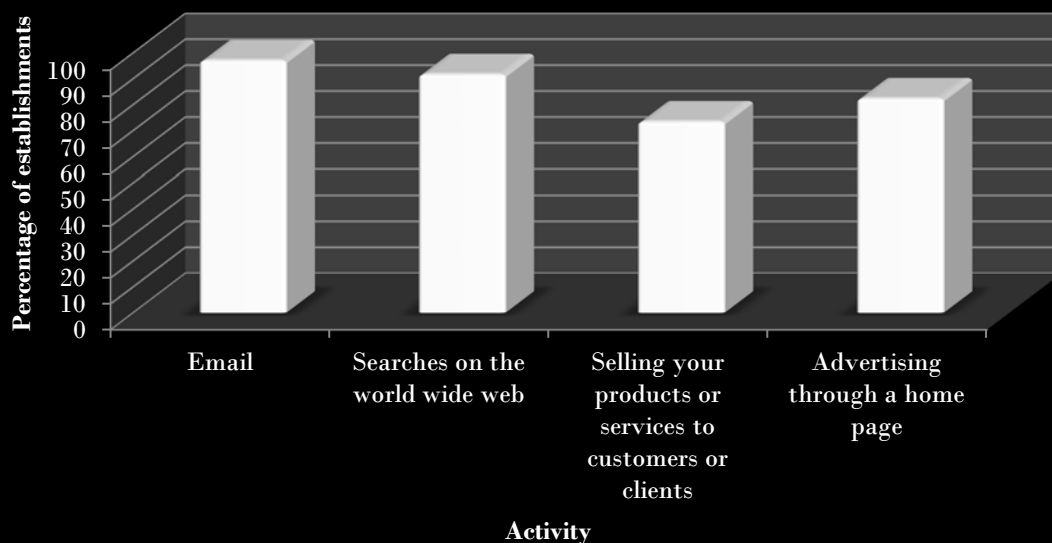 Percentage of establishments
100
90
80
70
60
50
40
30
20
10
0
Email
Searches on the
world wide web
Selling your
products or
services to
customers or
clients
Advertising
through a home
page
Activity